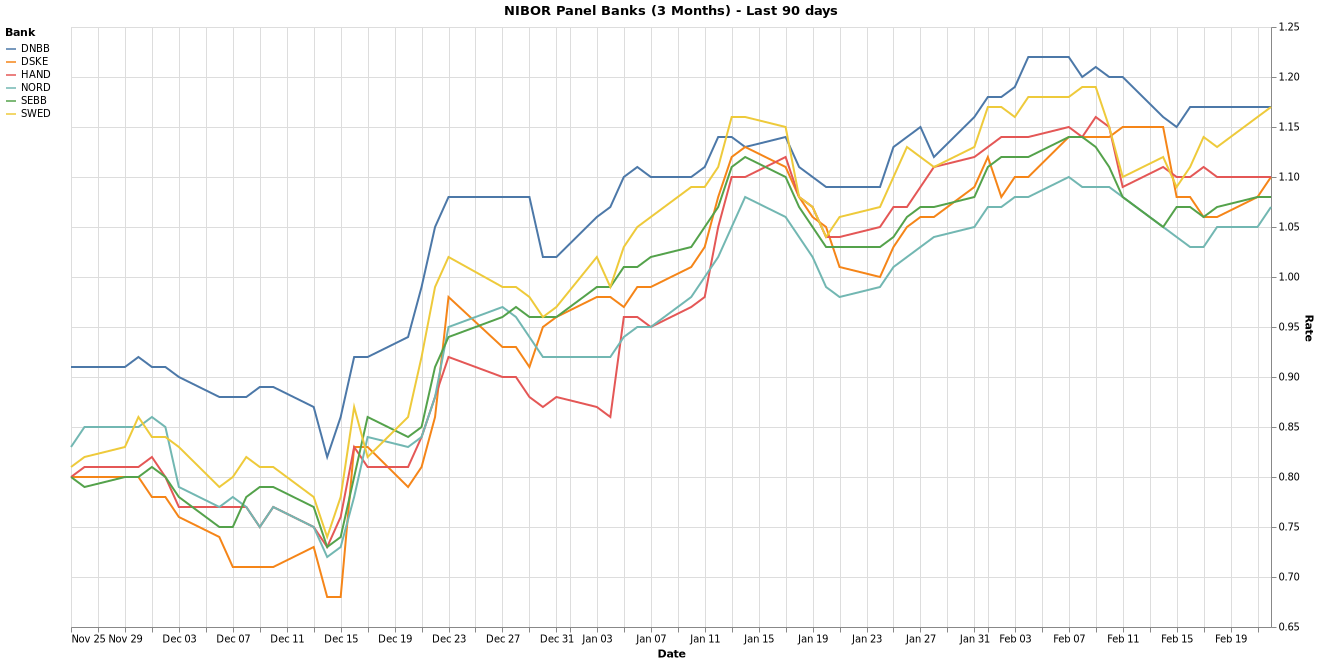 NIBOR Panel Banks (3 Months) - Last 90 days
Bank
DNBB
DSKE
HAND
NORD
SEBB
SWED
1.25
1.20
1.15
1.10
1.05
1.00
0.95
0.90
0.85
0.80
0.75
0.70
0.65
Rate
Nov 25 Nov 29 Dec 03 Dec 07 Dec 11 Dec 15 Dec 19 Dec 23 Dec 27 Dec 31 Jan 03 Jan 07 Jan 11 Jan 15 Jan 19 Jan 23 Jan 27 Jan 31 Feb 03 Feb 07 Feb 11 Feb 15 Feb 19
Date